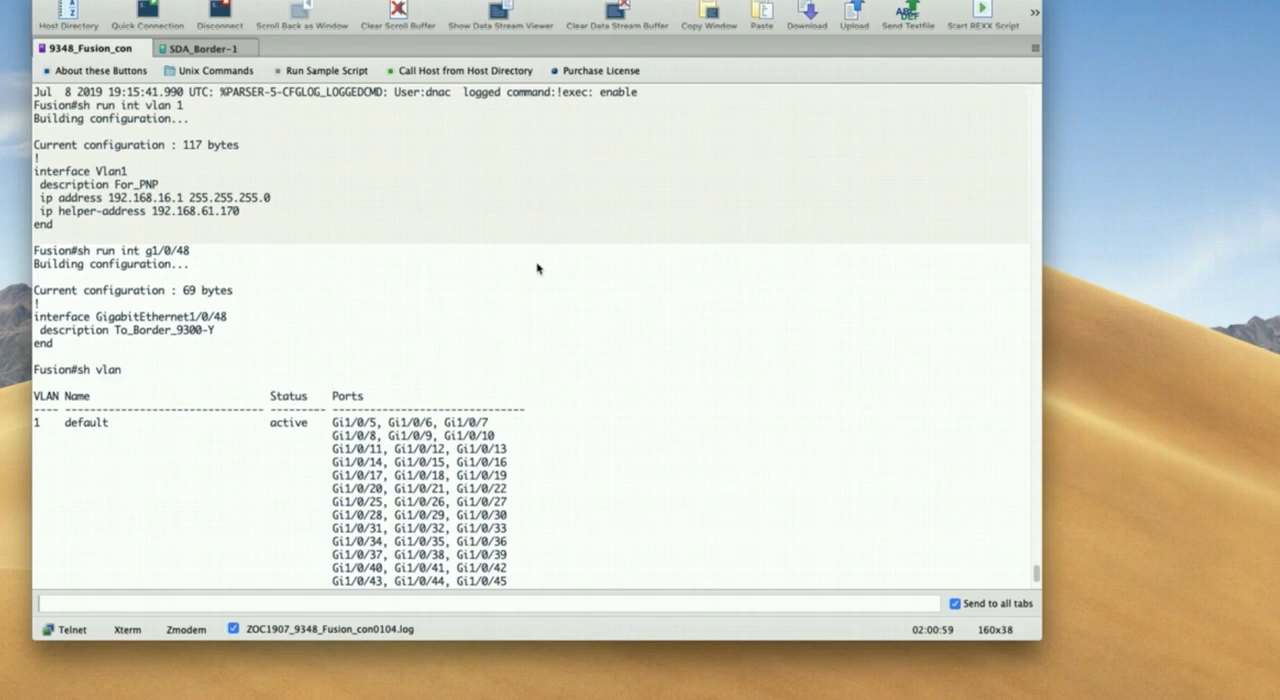 Host Directory Quick Connection Disconnect Scroll Back as Window Clear Scroll Buffer Show Data Stream Viewer Clear Data Stream Buffer Copy Window Paste Download Upload Send Textfile Start REXX Script »
9348_Fusion_con SDA_Border-1
About these Buttons Unix Commands Run Sample Script Call Host from Host Directory Purchase License
Jul  8 2019 19:15:41.990 UTC: %PARSER-5-CFGLOG_LOGGEDCMD: User:dnac  logged command:!exec: enable
Fusion#sh run int vlan 1
Building configuration...
Current configuration : 117 bytes
!
interface Vlan1
 description For_PNP
 ip address 192.168.16.1 255.255.255.0
 ip helper-address 192.168.61.170
end
Fusion#sh run int g1/0/48
Building configuration...
Current configuration : 69 bytes
!
interface GigabitEthernet1/0/48
 description To_Border_9300-Y
end
Fusion#sh vlan
VLAN Name                             Status    Ports
---- -------------------------------- --------- -------------------------------
1    default                          active    Gi1/0/5, Gi1/0/6, Gi1/0/7
Gi1/0/8, Gi1/0/9, Gi1/0/10
Gi1/0/11, Gi1/0/12, Gi1/0/13
Gi1/0/14, Gi1/0/15, Gi1/0/16
Gi1/0/17, Gi1/0/18, Gi1/0/19
Gi1/0/20, Gi1/0/21, Gi1/0/22
Gi1/0/25, Gi1/0/26, Gi1/0/27
Gi1/0/28, Gi1/0/29, Gi1/0/30
Gi1/0/31, Gi1/0/32, Gi1/0/33
Gi1/0/34, Gi1/0/35, Gi1/0/36
Gi1/0/37, Gi1/0/38, Gi1/0/39
Gi1/0/40, Gi1/0/41, Gi1/0/42
Gi1/0/43, Gi1/0/44, Gi1/0/45
Send to all tabs
Telnet Xterm Zmodem ZOC1907_9348_Fusion_con0104.log 02:00:59 160x38